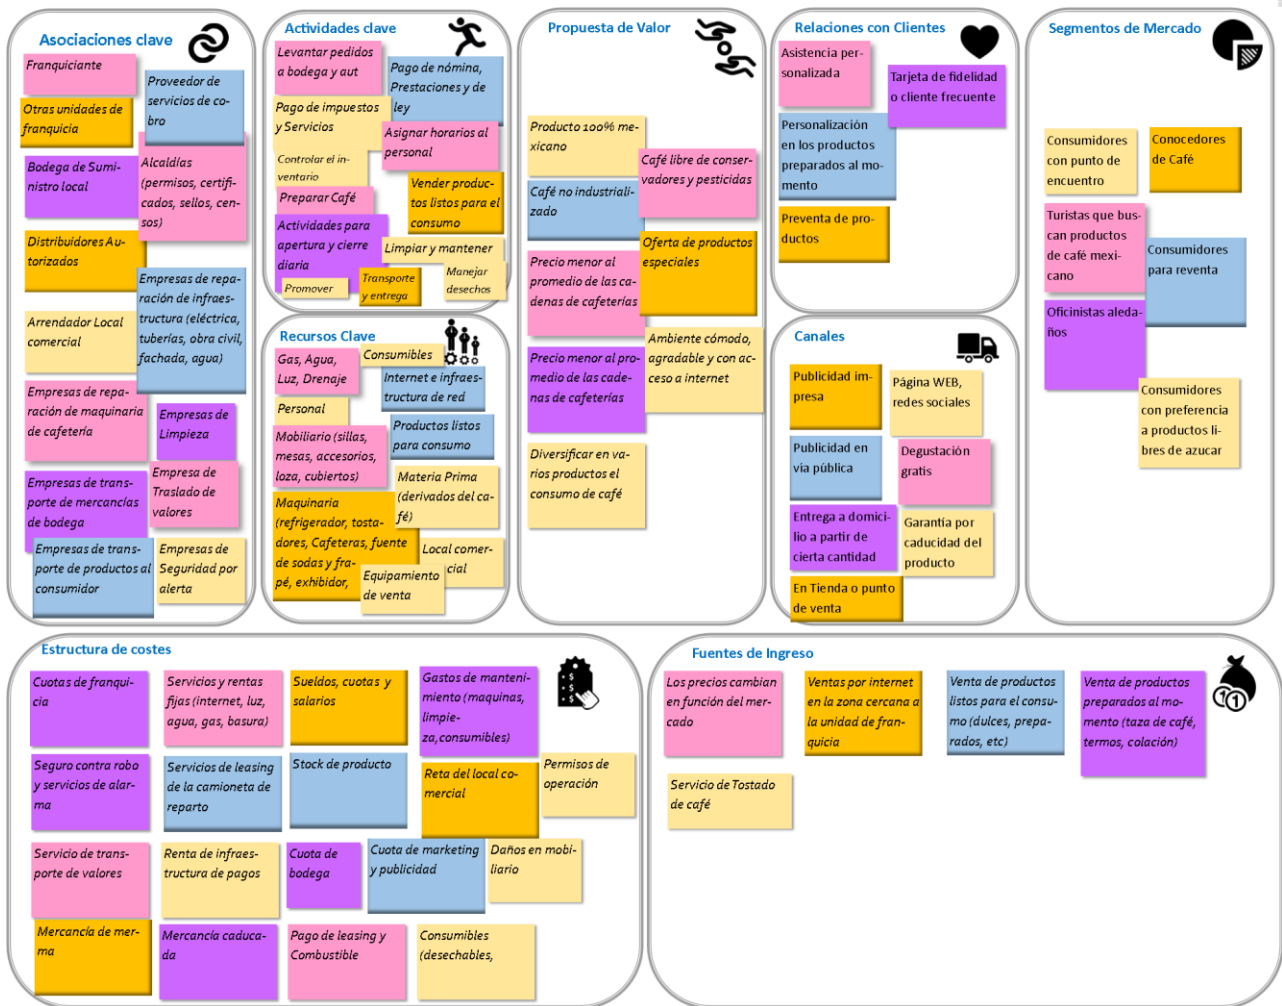 Asociaciones clave
Franquiciante
Proveedor de
servicios de co-
bro
Otras unidades de
franquicia
Bodega de Sumi-
nistro local
Alcaldías
(permisos, certifi-
cados, sellos, cen-
sos)
Distribuidores Au-
torizados
Empresas de repa-
ración de infraes-
tructura (eléctrica,
tuberías, obra civil,
fachada, agua)
Arrendador Local
comercial
Empresas de re-
paración de maquinaria
de cafetería
Empresas de
Limpieza
Empresa de
Traslado de
valores
Empresas de trans-
porte de mercancías
de bodega
Empresas de trans-
porte de productos al
consumidor
Empresas de
Seguridad por
alerta
Actividades clave
Levantar pedidos
a bodega y aut
Pago de nómina,
Prestaciones y de
ley
Pago de impuestos
y Servicios
Asignar horarios al
personal
Controlar el in-
ventario
Preparar Café
Vender produc-
tos listos para el
consumo
Actividades para
apertura y cierre
diaria
Limpiar y mantener
Promover
Transporte
y entrega
Manejar
desechos
Recursos Clave
Gas, Agua,
Luz, Drenaje
Consumibles
Internet e infraes-
tructura de red
Personal
Productos listos
para consumo
Mobiliario (sillas,
mesas, accesorios,
loza, cubiertos)
Materia Prima
(derivados del ca-
fé)
Maquinaria
(refrigerador, tosta-
dores, Cafeteras, fuente
de sodas y fra-
pé, exhibidor,
Local comer-
cial
Equipamiento
de venta
Propuesta de Valor
Producto 100% me-
xicano
Café libre de conser-
vadores y pesticidas
Café no industriali-
zado
Oferta de productos
especiales
Precio menor al
promedio de las ca-
denas de cafeterías
Ambiente cómodo,
agradable y con ac-
ceso a internet
Precio menor al pro-
medio de las cade-
nas de cafeterías
Diversificar en va-
rios productos el
consumo de café
Relaciones con Clientes
Asistencia per-
sonalizada
Tarjeta de fidelidad
o cliente frecuente
Personalización
en los productos
preparados al mo-
mento
Preventa de pro-
ductos
Canales
Publicidad im-
presa
Página WEB,
redes sociales
Publicidad en
vía pública
Degustación
gratis
Entrega a domici-
lio a partir de
cierta cantidad
Garantía por
caducidad del
producto
En Tienda o punto
de venta
Segmentos de Mercado
Consumidores
con punto de
encuentro
Conocedores
de Café
Turistas que bus-
can productos
de café mexi-
cano
Consumidores
para reventa
Oficinistas aleda-
ños
Consumidores
con preferencia
a productos li-
bres de azucar
Estructura de costes
Cuotas de franqui-
cia
Servicios y rentas
fijas (internet, luz,
agua, gas, basura)
Sueldos, cuotas y
salarios
Gastos de manteni-
miento (maquinas,
limpie-
za,consumibles)
Seguro contra robo
y servicios de alar-
ma
Servicios de leasing
de la camioneta de
reparto
Stock de producto
Reta del local co-
mercial
Permisos de
operación
Servicio de trans-
porte de valores
Renta de infraes-
tructura de pagos
Cuota de
bodega
Cuota de marketing
y publicidad
Daños en mobi-
liario
Mercancía de mer-
ma
Mercancía caduca-
da
Pago de leasing y
Combustible
Consumibles
(desechables,
Fuentes de Ingreso
Los precios cambian
en función del mer-
cado
Ventas por internet
en la zona cercana a
la unidad de fran-
quicia
Venta de productos
listos para el consu-
mo (dulces, prepa-
rados, etc)
Venta de productos
preparados al mo-
mento (taza de café,
termos, colación)
Servicio de Tostado
de café